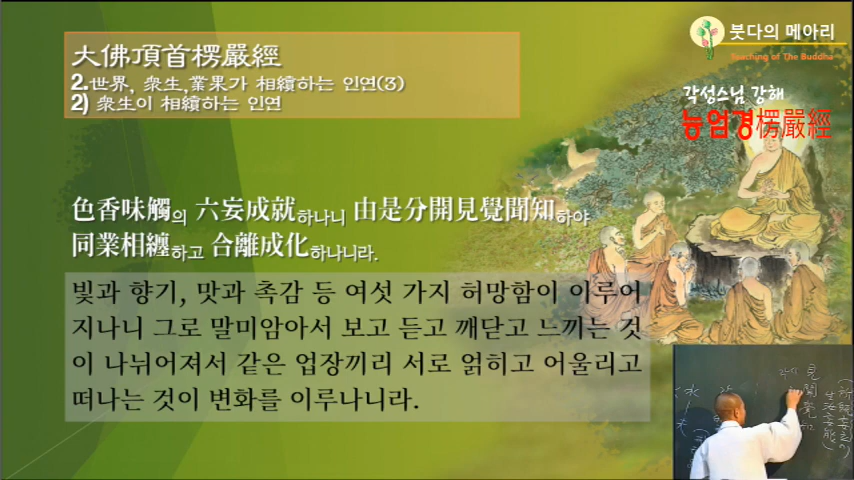 大佛頂首楞嚴經
2.世界, 衆生,業果가 相續하는 인연(3)
2) 衆生이 相續하는 인연
붓다의 메아리
Teaching of The Buddha
각성스님 강해
능엄경楞嚴經
色香味觸의 六妄成就하나니 由是分開見覺聞知하야
同業相纏하고 合離成化하나니라.
빛과 향기, 맛과 촉감 등 여섯 가지 허망함이 이루어
지나니 그로 말미암아서 보고 듣고 깨닫고 느끼는 것
이 나뉘어져서 같은 업장끼리 서로 얽히고 어울리고
떠나는 것이 변화를 이루나니라.
見
聞